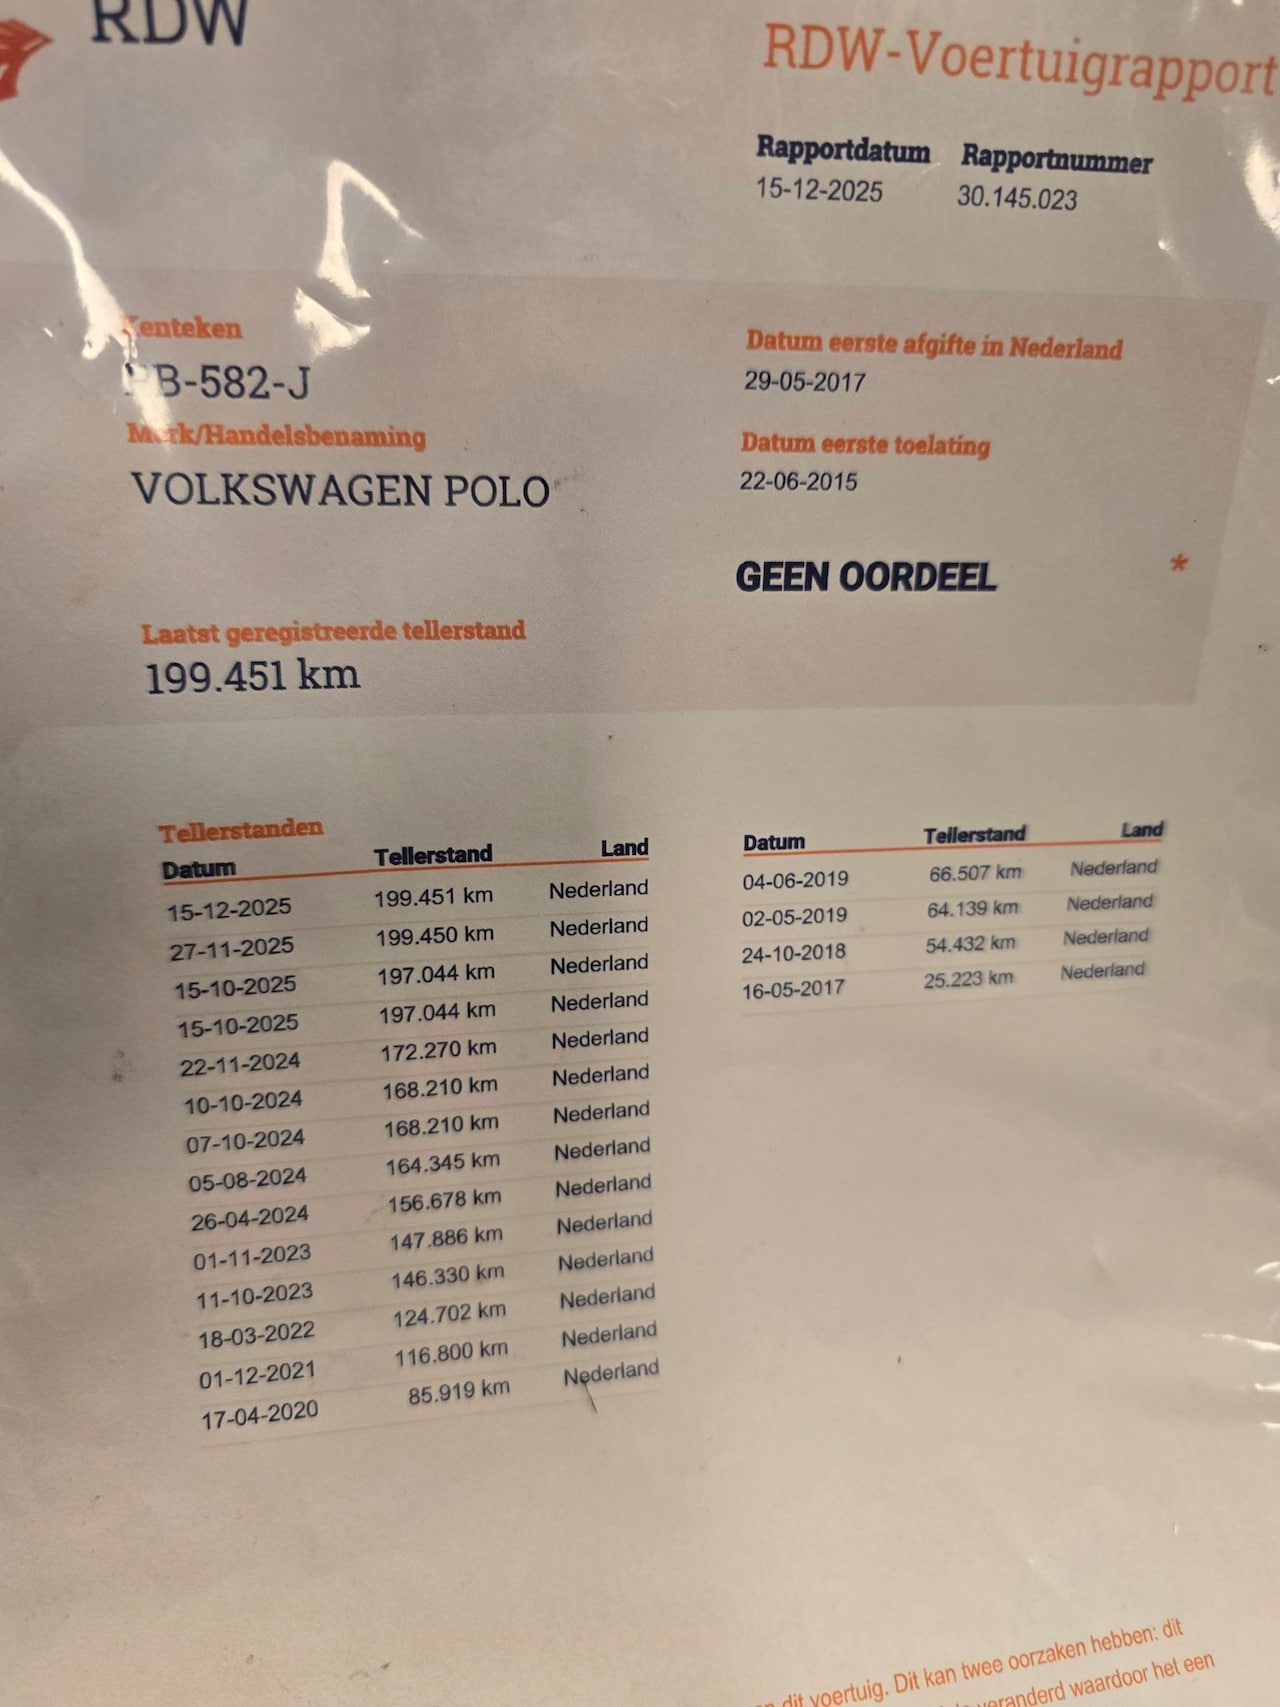 RDW
RDW-Voertuigrapport
Rapportdatum Rapportnummer
15-12-2025 30.145.023
Kenteken
B-582-J
Merk/Handelsbenaming
VOLKSWAGEN POLO
Datum eerste afgifte in Nederland
29-05-2017
Datum eerste toelating
22-06-2015
GEEN OORDEEL *
Laatst geregistreerde tellerstand
199.451 km
Tellerstanden
Datum Tellerstand Land
15-12-2025 199.451 km Nederland
27-11-2025 199.450 km Nederland
15-10-2025 197.044 km Nederland
15-10-2025 197.044 km Nederland
22-11-2024 172.270 km Nederland
10-10-2024 168.210 km Nederland
07-10-2024 168.210 km Nederland
05-08-2024 164.345 km Nederland
26-04-2024 156.678 km Nederland
01-11-2023 147.886 km Nederland
11-10-2023 146.330 km Nederland
18-03-2022 124.702 km Nederland
01-12-2021 116.800 km Nederland
17-04-2020 85.919 km Nederland
Datum Tellerstand Land
04-06-2019 66.507 km Nederland
02-05-2019 64.139 km Nederland
24-10-2018 54.432 km Nederland
16-05-2017 25.223 km Nederland
dit voertuig. Dit kan twee oorzaken hebben: dit
veranderd waardoor het een